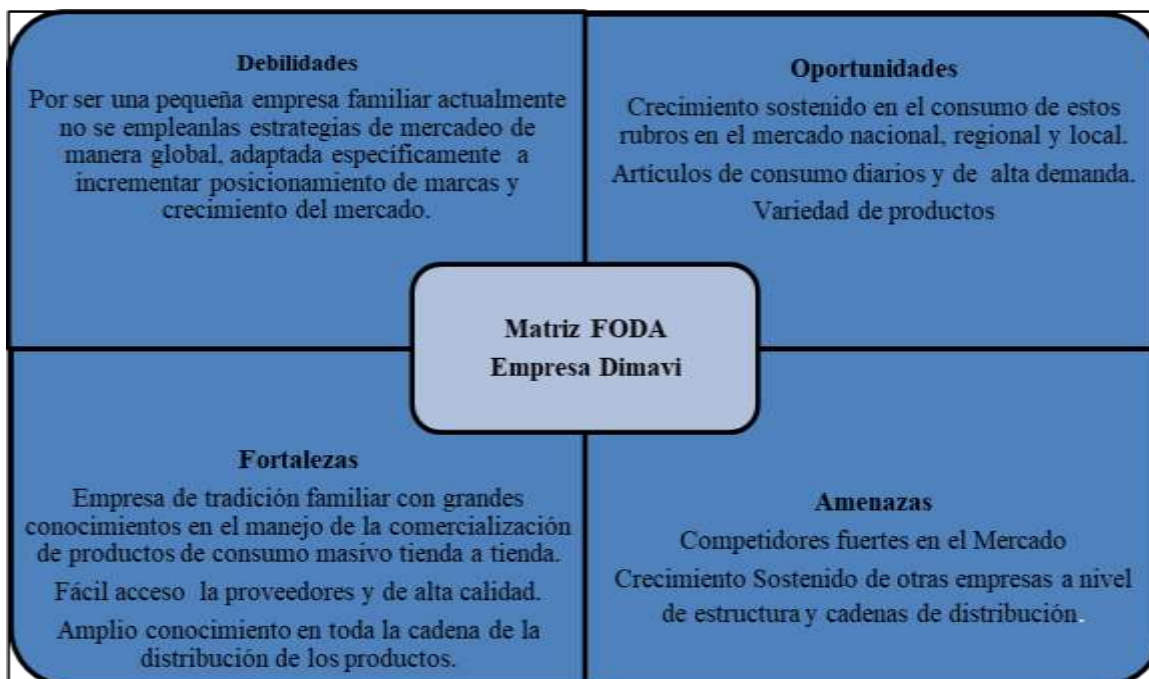 Debilidades
Por ser una pequeña empresa familiar actualmente
no se empleanlas estrategias de mercadeo de
manera global, adaptada específicamente a
incrementar posicionamiento de marcas y
crecimiento del mercado.
Oportunidades
Crecimiento sostenido en el consumo de estos
rubros en el mercado nacional, regional y local.
Artículos de consumo diarios y de alta demanda.
Variedad de productos
Matriz FODA
Empresa Dimavi
Fortalezas
Empresa de tradición familiar con grandes
conocimientos en el manejo de la comercialización
de productos de consumo masivo tienda a tienda.
Fácil acceso la proveedores y de alta calidad.
Amplio conocimiento en toda la cadena de la
distribución de los productos.
Amenazas
Competidores fuertes en el Mercado
Crecimiento Sostenido de otras empresas a nivel
de estructura y cadenas de distribución.